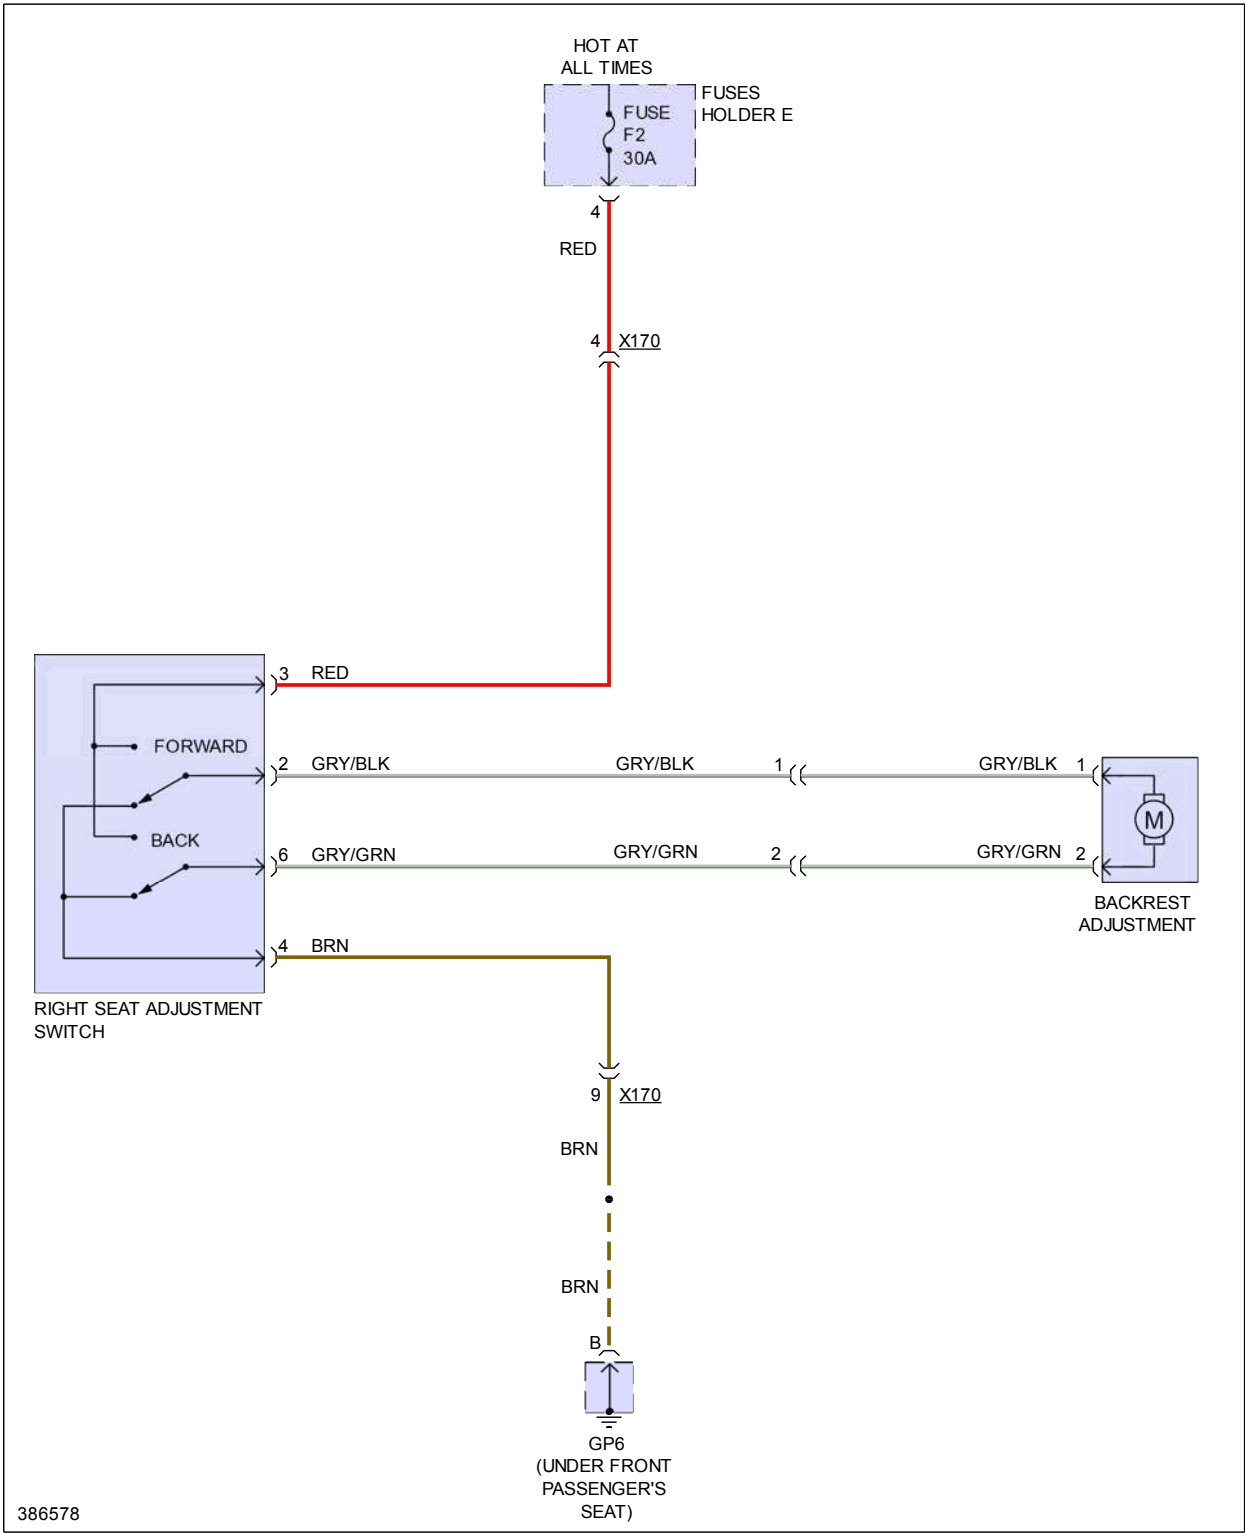 HOT AT
ALL TIMES
FUSES
HOLDER E
FUSE
F2
30A
4
RED
4 X170
3 RED
FORWARD
2 GRY/BLK GRY/BLK 1 GRY/BLK 1
M
BACK
6 GRY/GRN GRY/GRN 2 GRY/GRN 2
BACKREST
ADJUSTMENT
4 BRN
RIGHT SEAT ADJUSTMENT
SWITCH
9 X170
BRN
BRN
B
GP6
(UNDER FRONT
PASSENGER'S
SEAT)
386578